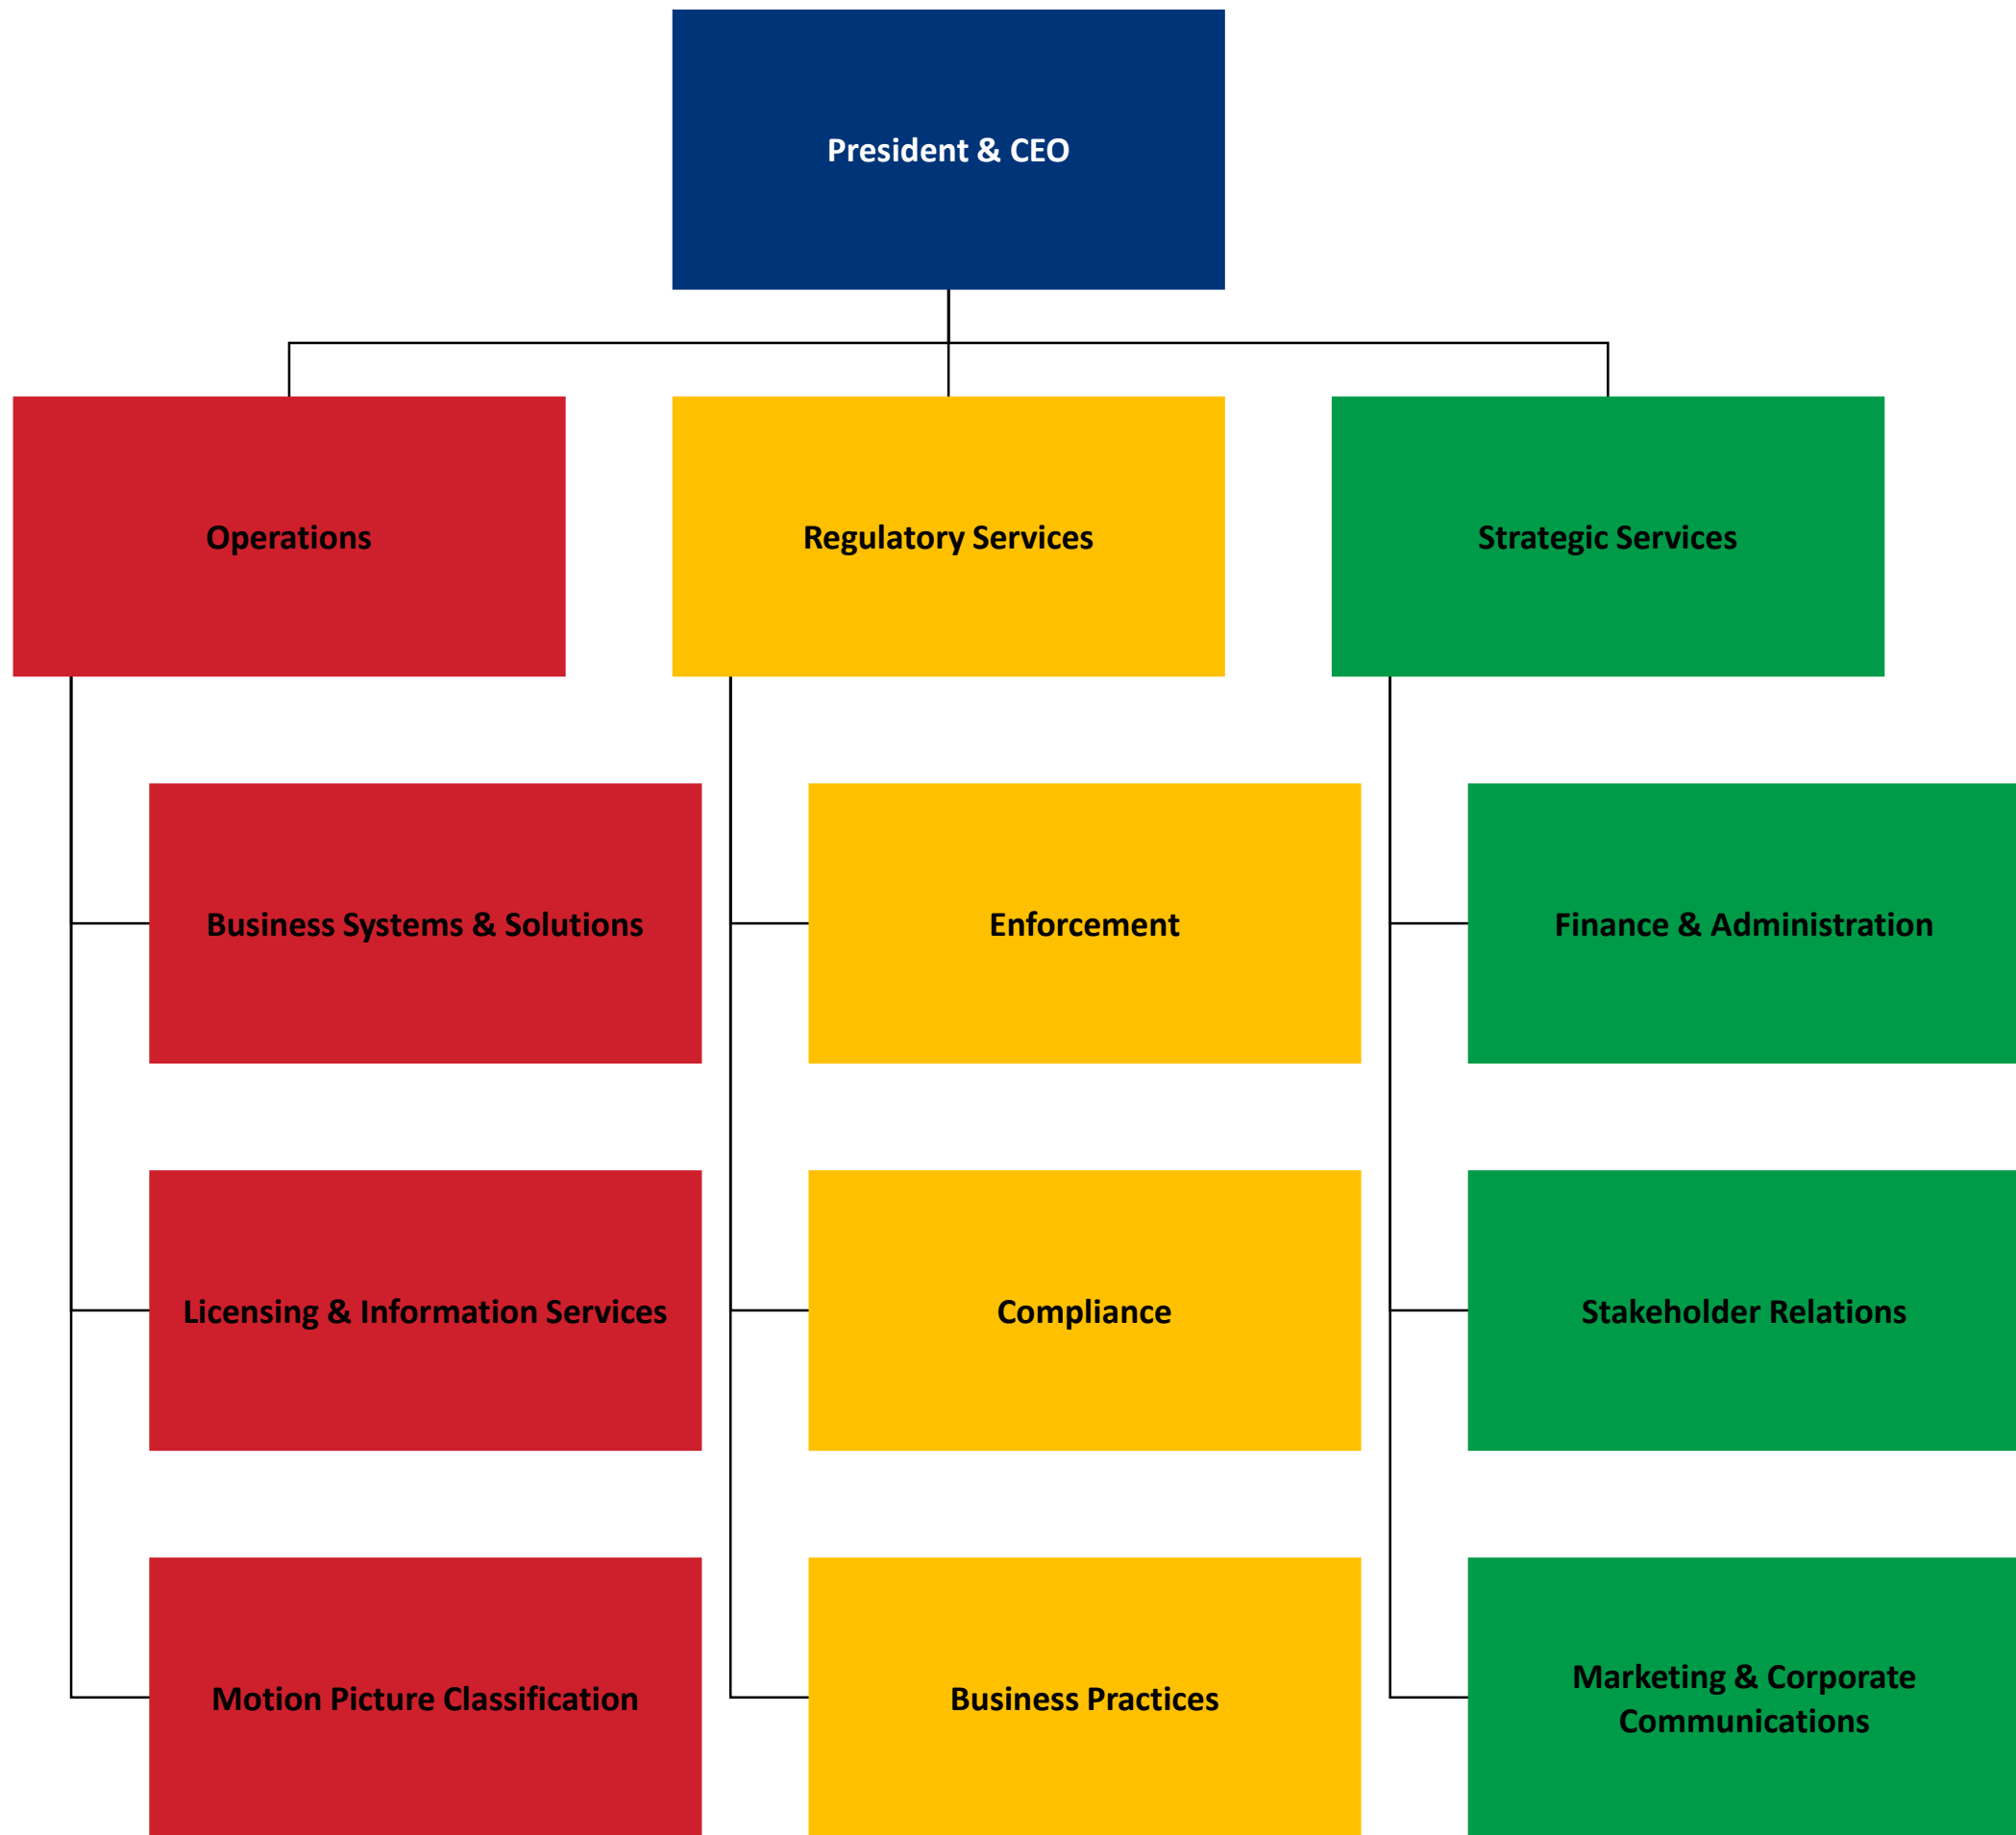 President & CEO
Operations
Regulatory Services
Strategic Services
Business Systems & Solutions
Enforcement
Finance & Administration
Licensing & Information Services
Compliance
Stakeholder Relations
Motion Picture Classification
Business Practices
Marketing & Corporate
Communications